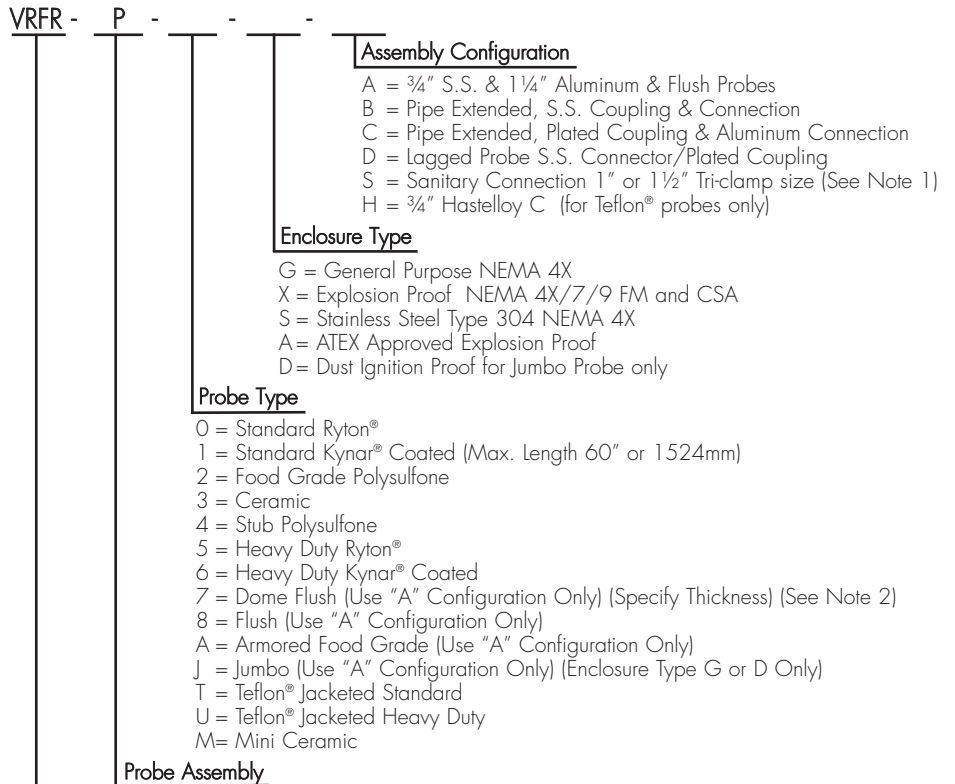 VRFR - P - - -
Assembly Configuration
A = ¾" S.S. & 1¼" Aluminum & Flush Probes
B = Pipe Extended, S.S. Coupling & Connection
C = Pipe Extended, Plated Coupling & Aluminum Connection
D = Lagged Probe S.S. Connector/Plated Coupling
S = Sanitary Connection 1" or 1½" Tri-clamp size (See Note 1)
H = ¾" Hastelloy C (for Teflon® probes only)
Enclosure Type
G = General Purpose NEMA 4X
X = Explosion Proof NEMA 4X/7/9 FM and CSA
S = Stainless Steel Type 304 NEMA 4X
A = ATEX Approved Explosion Proof
D = Dust Ignition Proof for Jumbo Probe only
Probe Type
0 = Standard Ryton®
1 = Standard Kynar® Coated (Max. Length 60" or 1524mm)
2 = Food Grade Polysulfone
3 = Ceramic
4 = Stub Polysulfone
5 = Heavy Duty Ryton®
6 = Heavy Duty Kynar® Coated
7 = Dome Flush (Use "A" Configuration Only) (Specify Thickness) (See Note 2)
8 = Flush (Use "A" Configuration Only)
A = Armored Food Grade (Use "A" Configuration Only)
J = Jumbo (Use "A" Configuration Only) (Enclosure Type G or D Only)
T = Teflon® Jacketed Standard
U = Teflon® Jacketed Heavy Duty
M= Mini Ceramic
Probe Assembly